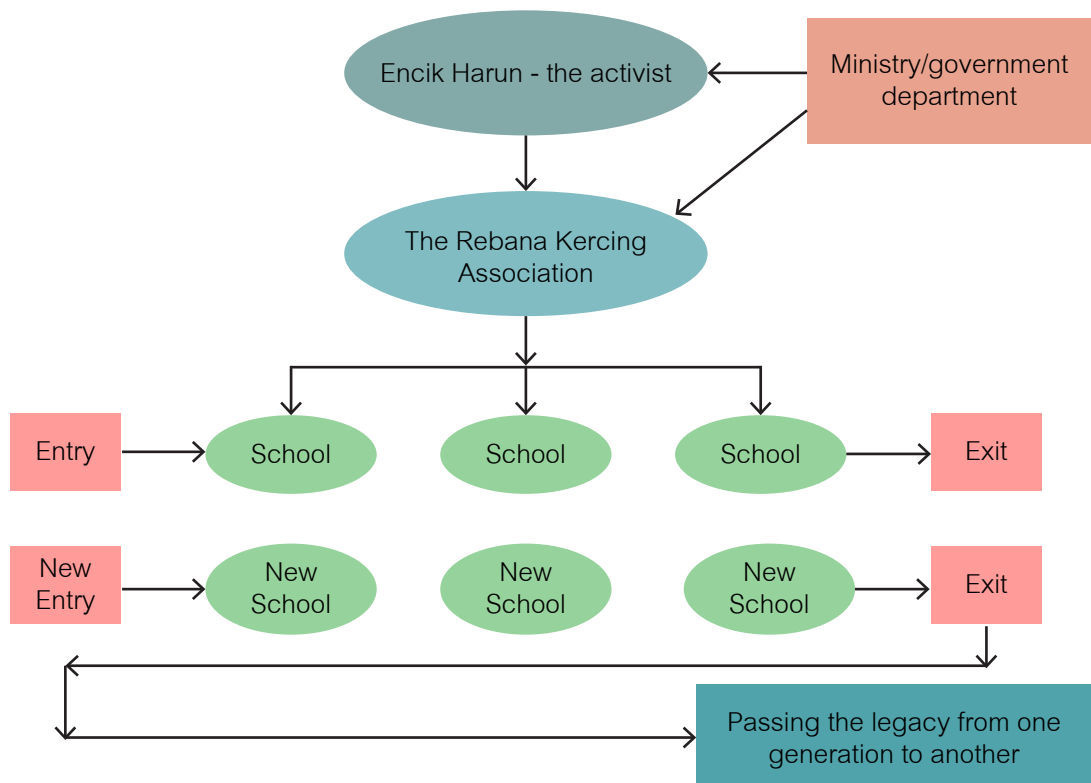 Encik Harun - the activist
Ministry/government
department
The Rebana Kercing
Association
Entry
School
School
School
Exit
New
Entry
New
School
New
School
New
School
Exit
Passing the legacy from one
generation to another